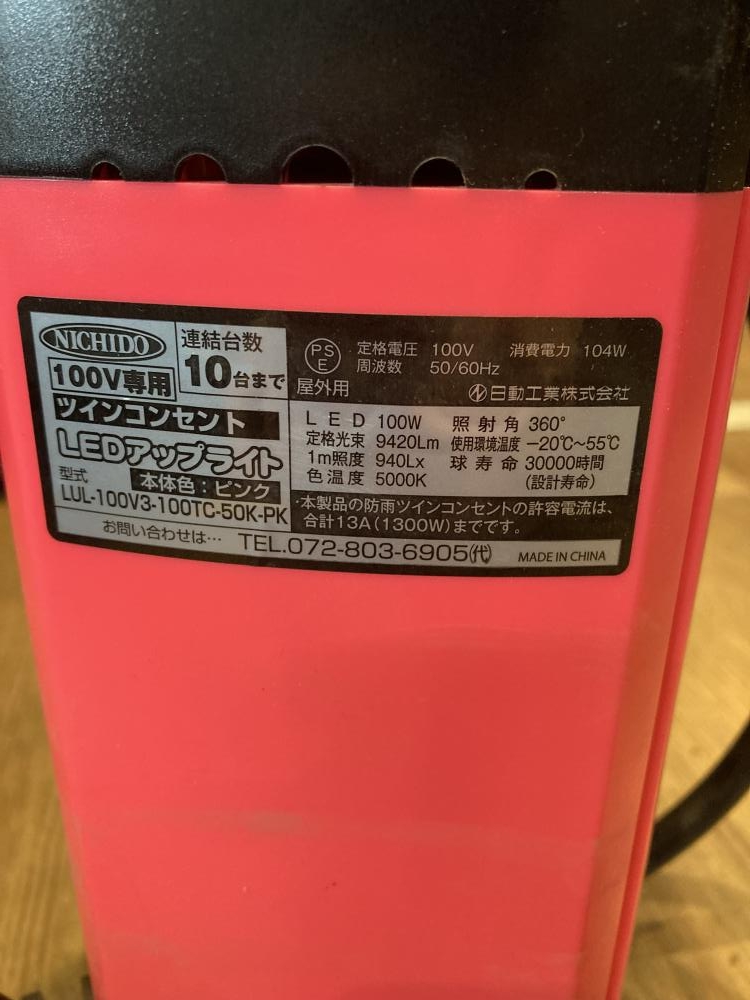 NICHIDO
100V専用
連結台数
10台まで
ツインコンセント
LEDアップライト
本体色：ピンク
型式
LUL-100V3-100TC-50K-PK
PS
E
定格電圧 100V 消費電力 104W
周波数 50/60Hz
屋外用 日動工業株式会社
LED 100W 照射角 360°
定格光束 9420Lm 使用環境温度 −20℃~55℃
1m照度 940Lx 球寿命 30000時間
色温度 5000K (設計寿命)
・本製品の防雨ツインコンセントの許容電流は、
合計13A(1300W)までです。
お問い合わせは… TEL.072-803-6905㈹ MADE IN CHINA